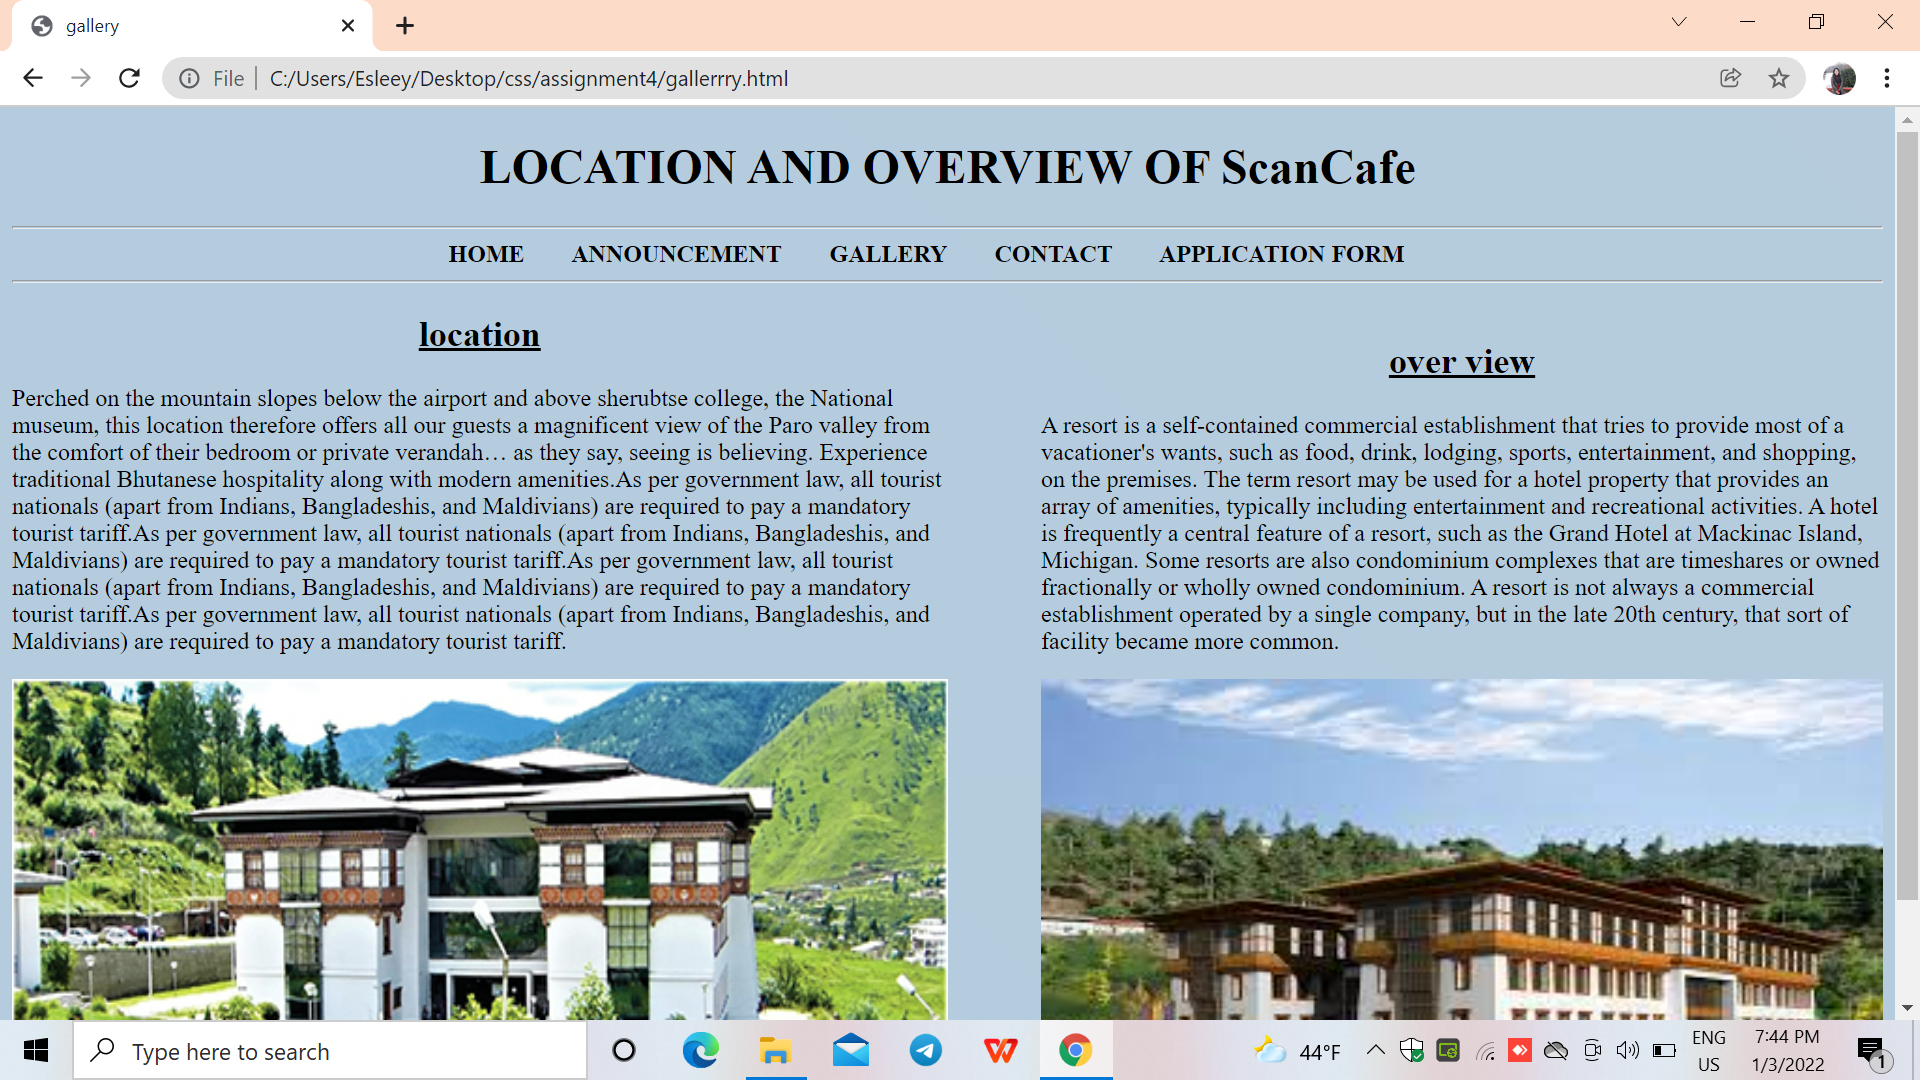 gallery
File
C:/Users/Esleey/Desktop/css/assignment4/gallerrry.html
LOCATION AND OVERVIEW OF ScanCafe
HOME ANNOUNCEMENT GALLERY CONTACT APPLICATION FORM
location
Perched on the mountain slopes below the airport and above sherubtse college, the National
museum, this location therefore offers all our guests a magnificent view of the Paro valley from
the comfort of their bedroom or private verandah… as they say, seeing is believing. Experience
traditional Bhutanese hospitality along with modern amenities.As per government law, all tourist
nationals (apart from Indians, Bangladeshis, and Maldivians) are required to pay a mandatory
tourist tariff.As per government law, all tourist nationals (apart from Indians, Bangladeshis, and
Maldivians) are required to pay a mandatory tourist tariff.As per government law, all tourist
nationals (apart from Indians, Bangladeshis, and Maldivians) are required to pay a mandatory
tourist tariff.As per government law, all tourist nationals (apart from Indians, Bangladeshis, and
Maldivians) are required to pay a mandatory tourist tariff.
over view
A resort is a self-contained commercial establishment that tries to provide most of a
vacationer's wants, such as food, drink, lodging, sports, entertainment, and shopping,
on the premises. The term resort may be used for a hotel property that provides an
array of amenities, typically including entertainment and recreational activities. A hotel
is frequently a central feature of a resort, such as the Grand Hotel at Mackinac Island,
Michigan. Some resorts are also condominium complexes that are timeshares or owned
fractionally or wholly owned condominium. A resort is not always a commercial
establishment operated by a single company, but in the late 20th century, that sort of
facility became more common.
Type here to search
44°F
ENG
US
7:44 PM
1/3/2022
1